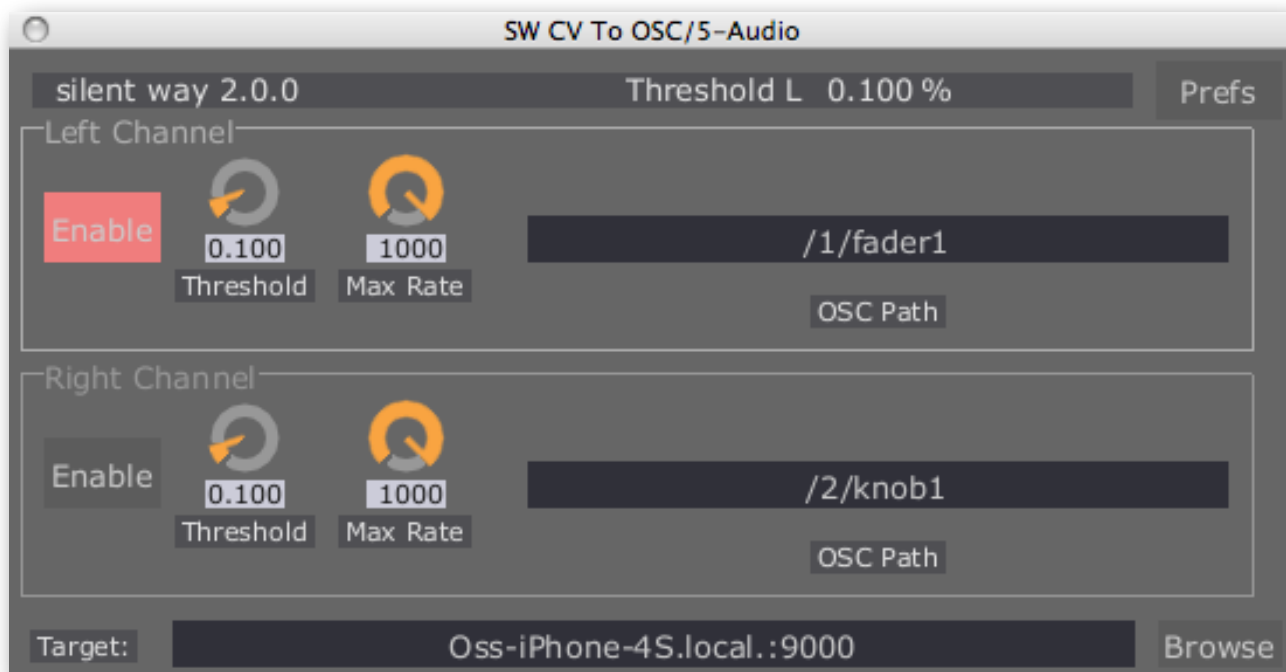 SW CV To OSC/5-Audio
silent way 2.0.0 Threshold L 0.100 % Prefs
Left Channel
Enable 0.100 1000 /1/fader1
Threshold Max Rate OSC Path
Right Channel
Enable 0.100 1000 /2/knob1
Threshold Max Rate OSC Path
Target: Oss-iPhone-4S.local.:9000 Browse